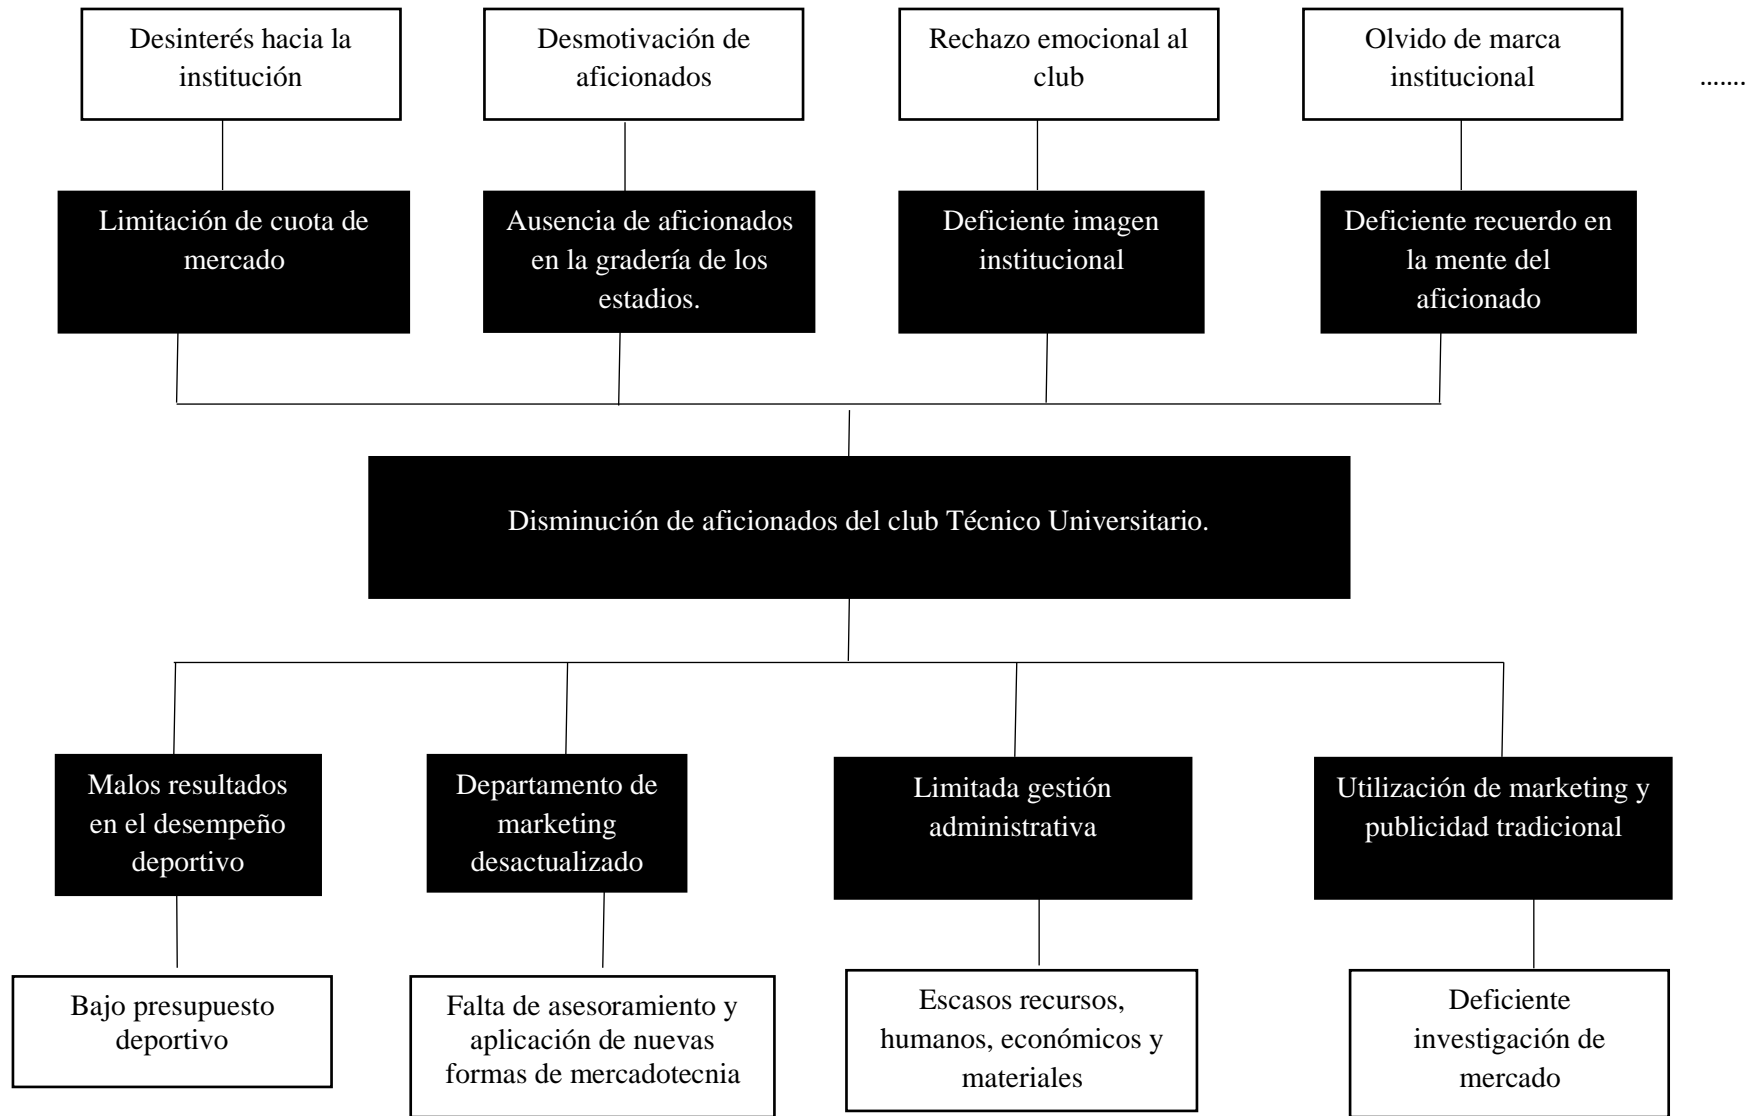 Desinterés hacia la
institución
Desmotivación de
aficionados
Rechazo emocional al
club
Olvido de marca
institucional
.......
Limitación de cuota de
mercado
Ausencia de aficionados
en la gradería de los
estadios.
Deficiente imagen
institucional
Deficiente recuerdo en
la mente del
aficionado
Disminución de aficionados del club Técnico Universitario.
Malos resultados
en el desempeño
deportivo
Departamento de
marketing
desactualizado
Limitada gestión
administrativa
Utilización de marketing y
publicidad tradicional
Bajo presupuesto
deportivo
Falta de asesoramiento y
aplicación de nuevas
formas de mercadotecnia
Escasos recursos,
humanos, económicos y
materiales
Deficiente
investigación de
mercado